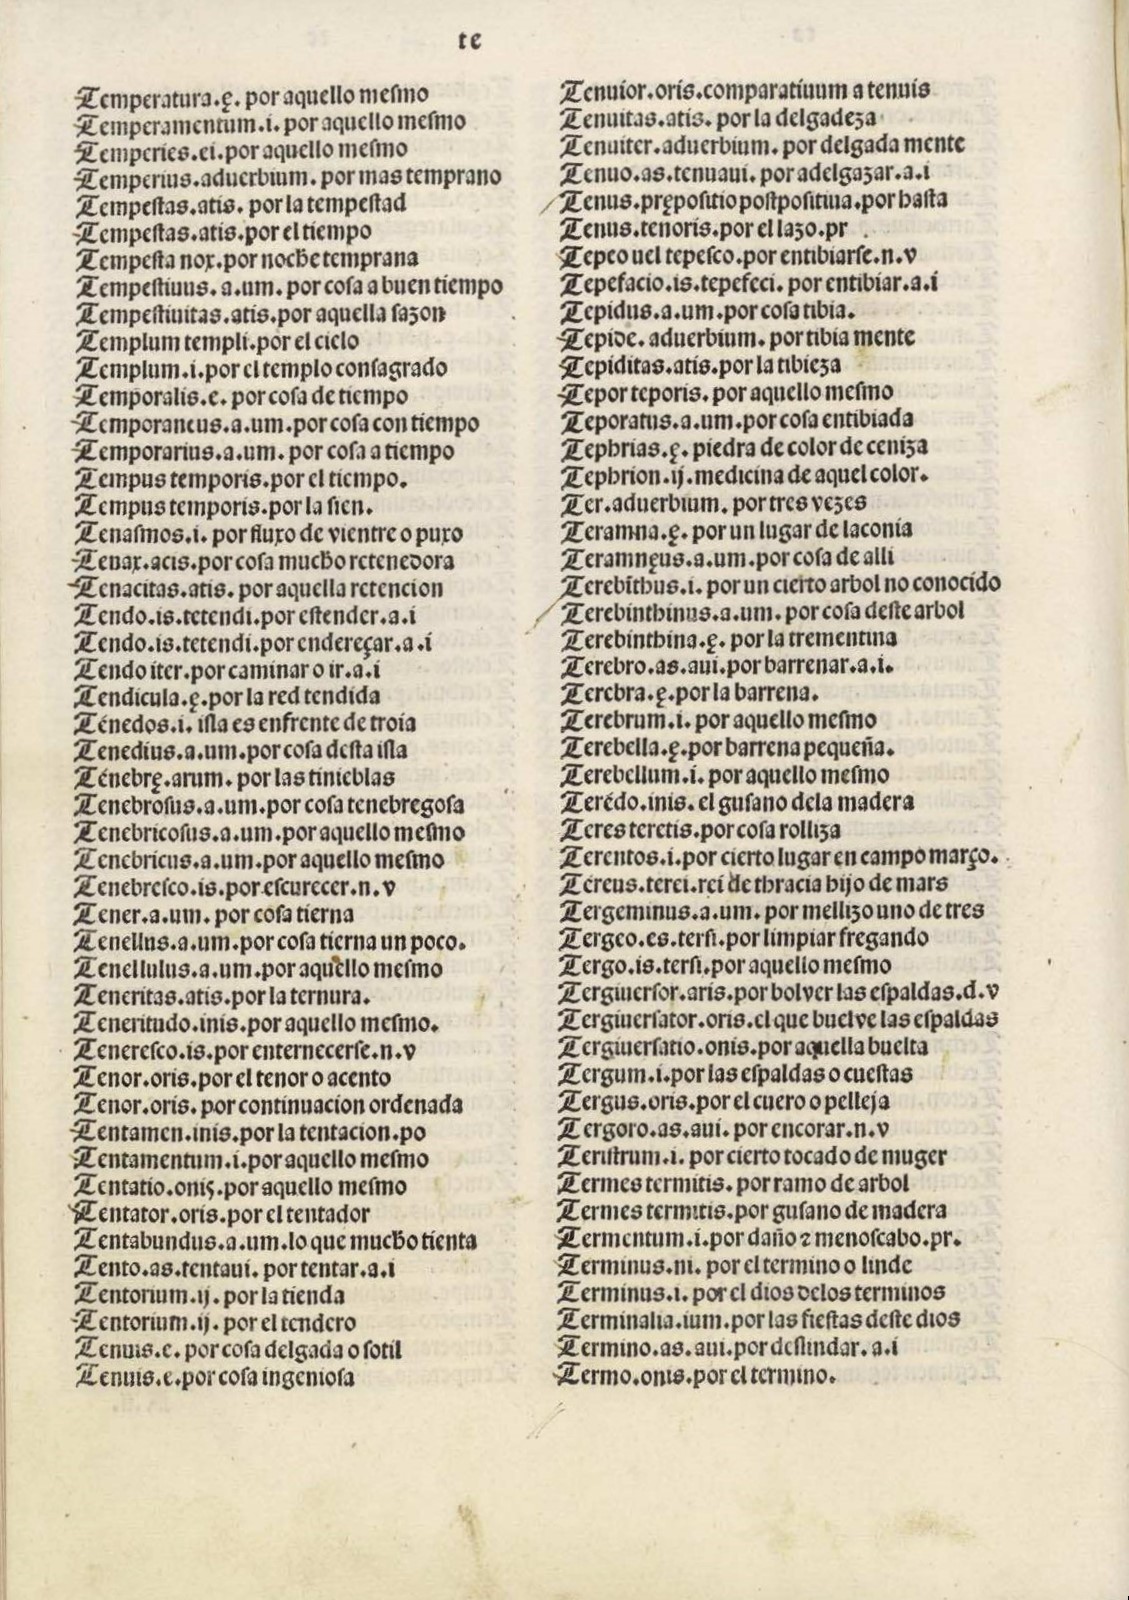 te
Temperatura.ę. por aquello meſmo
Temperamentum.i. por aquello meſmo
Temperies.ei.por aquello meſmo
Temperius.aduerbium. por mas temprano
Tempeſtas.atis. por la tempeſtad
Tempeſtas.atis.por el tiempo
Tempeſta nox.por noche temprana
Tempeſtiuus. a.um. por coſa a buen tiempo
Tempeſtiuitas.atis.por aquella ſazon
Templum templi.por el cielo
Templum.i.por el templo conſagrado
Temporalis.e. por coſa de tiempo
Temporaneus.a.um.por coſa con tiempo
Temporarius.a.um. por coſa a tiempo
Tempus temporis.por el tiempo.
Tempus temporis.por la ſien.
Tenaſmos.i. por fluxo de vientre o puxo
Tenax.acis.por coſa mucho retenedora
Tenacitas.atis. por aquella retencion
Tendo.is.tetendi.por eſtender.a.i
Tendo.is.tetendi.por endereçar.a.i
Tendo iter.por caminar o ir.a.i
Tendicula.ę.por la red tendida
Ténedos.i. iſla es enfrente de troia
Tenedius.a.um.por coſa deſta iſla
Ténebrę.arum. por las tinieblas
Tenebroſus.a.um.por coſa tenebregoſa
Tenebricoſus.a.um.por aquello meſmo
Tenebricus.a.um.por aquello meſmo
Tenebreſco.is.por eſcurecer.n.v
Tener.a.um. por coſa tierna
Tenellus.a.um.por coſa tierna un poco.
Tenellulus.a.um.por aquello meſmo
Teneritas.atis.por la ternura.
Teneritudo.inis.por aquello meſmo.
Tenereſco.is.por enternecerſe.n.v
Tenor.oris.por el tenor o acento
Tenor.oris. por continuacion ordenada
Tentamen.inis.por la tentacion.po
Tentamentum.i.por aquello meſmo
Tentatio.onis.por aquello meſmo
Tentator.oris.por el tentador
Tentabundus.a.um.lo que mucho tienta
Tento.as.tentaui. por tentar.a.i
Tentorium.ij. por la tienda
Tentorium.ij. por el tendero
Tenuis.e. por coſa delgada o ſotil
Tenuis.e.por coſa ingenioſa
Tenuior.oris.comparatiuum a tenuis
Tenuitas.atis. por la delgadeza
Tenuiter.aduerbium. por delgada mente
Tenuo.as.tenuaui. por adelgazar.a.i
Tenus.prępoſitio poſtpoſitiua.por haſta
Tenus.tenoris.por el lazo.pr
Tepeo uel tepeſco.por entibiarſe.n.v
Tepefacio.is.tepefeci. por entibiar.a.i
Tepidus.a.um.por coſa tibia.
Tepide. aduerbium. por tibia mente
Tepiditas.atis.por la tibieza
Tepor teporis. por aquello meſmo
Teporatus.a.um.por coſa entibiada
Tephrias.ę. piedra de color de ceniza
Tephrion.ij.medicina de aquel color.
Ter.aduerbium. por tres vezes
Teramna.ę. por un lugar de laconia
Teramnęus.a.um.por coſa de alli
Terebīthus.i. por un cierto arbol no conocido
Terebinthinus.a.um. por coſa deſte arbol
Terebinthina.ę. por la trementina
Terebro.as.aui.por barrenar.a.i.
Terebra.ę.por la barrena.
Terebrum.i. por aquello meſmo
Terebella.ę.por barrena pequeña.
Terebellum.i. por aquello meſmo
Terédo.inis. el guſano dela madera
Teres teretis.por coſa rolliza
Terentos.i.por cierto lugar en campo março.
Tereus.terei.rei de thracia hijo de mars
Tergeminus.a.um. por mellizo uno de tres
Tergeo.es.terſi.por limpiar fregando
Tergo.is.terſi.por aquello meſmo
Tergiuerſor.aris.por bolver las eſpaldas.d.v
Tergiuerſator.oris.el que buelve las eſpaldas
Tergiuerſatio.onis.por aquella buelta
Tergum.i.por las eſpaldas o cueſtas
Tergus.oris.por el cuero o pelleja
Tergoro.as.aui. por encorar.n.v
Teriſtrum.i. por cierto tocado de muger
Termes termitis. por ramo de arbol
Termes termitis.por guſano de madera
Termentum.i.por daño ⁊ menoſcabo.pr.
Terminus.ni. por el termino o linde
Terminus.i. por el dios delos terminos
Terminalia.ium.por las fieſtas deſte dios
Termino.as.aui.por deſlindar.a.i
Termo.onis.por el termino.